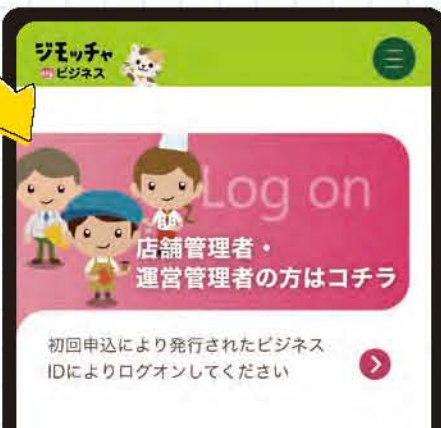 ジモッチャ
ビジネス
Log on
店舗管理者・
運営管理者の方はコチラ
初回申込により発行されたビジネス
IDによりログオンしてください